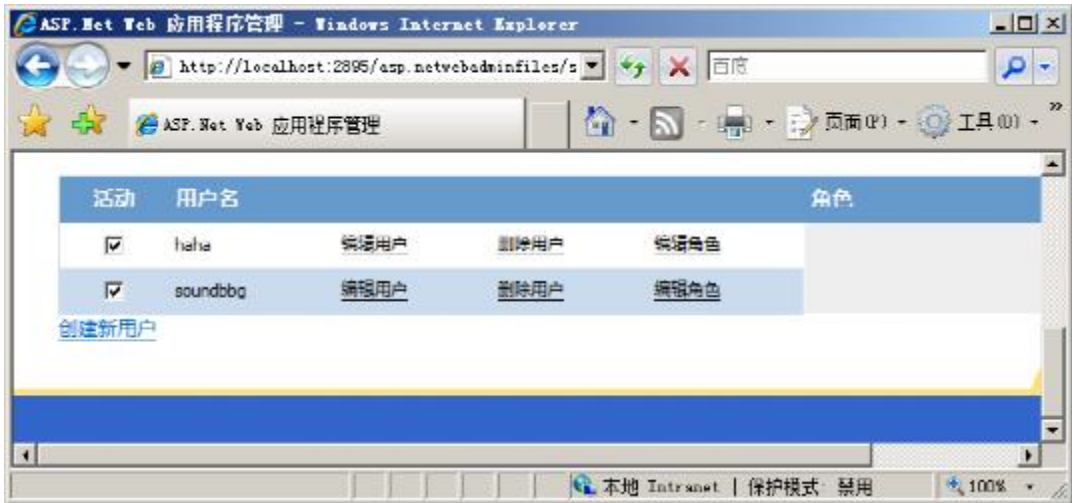 ASP.Net Web 应用程序管理 - Windows Internet Explorer
http://localhost:2895/asp.netwebadminfiles/s
百度
ASP.Net Web 应用程序管理
页面(P)
工具(O)
»
活动 用户名 角色
haha 编辑用户 删除用户 编辑角色
soundbbg 编辑用户 删除用户 编辑角色
创建新用户
本地 Intranet | 保护模式: 禁用
100%